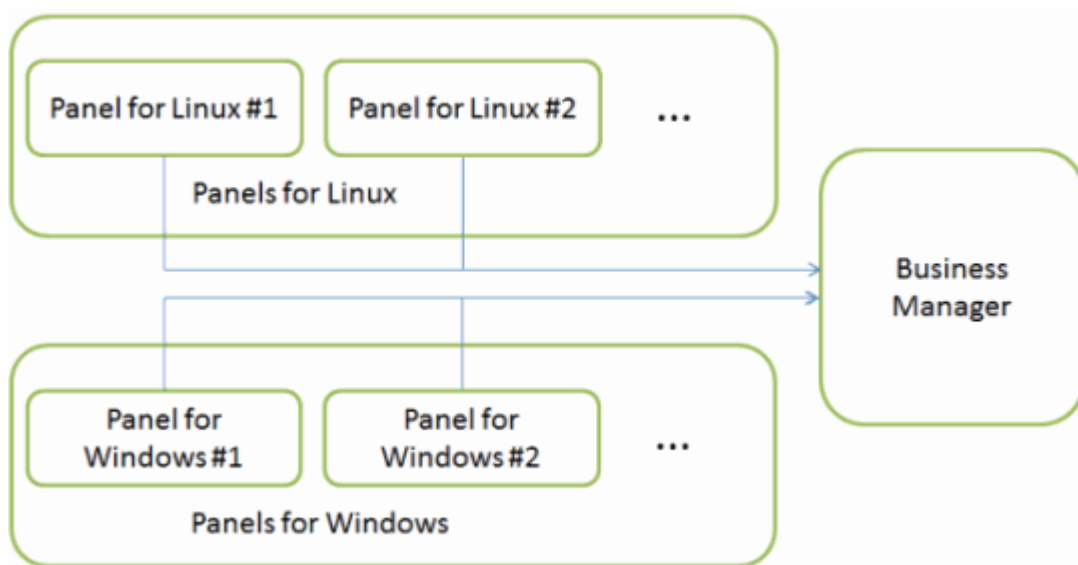 Panel for Linux #1
Panel for Linux #2
...
Panels for Linux
Business
Manager
Panel for
Windows #1
Panel for
Windows #2
...
Panels for Windows